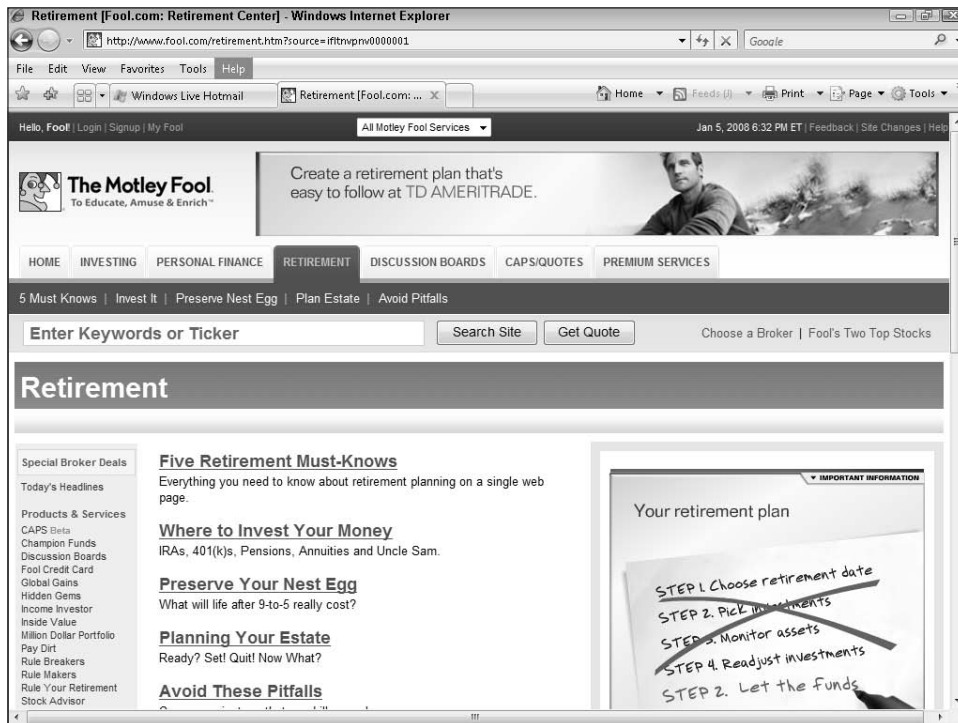 Retirement [Fool.com: Retirement Center] - Windows Internet Explorer
http://www.fool.com/retirement.htm?source=ifltnvpnv0000001
Google
File Edit View Favorites Tools Help
Windows Live Hotmail
Retirement [Fool.com: ...
Home Feeds (J) Print Page Tools
Hello, Fool! | Login | Signup | My Fool
All Motley Fool Services
Jan 5, 2008 6:32 PM ET | Feedback | Site Changes | Help
The Motley Fool
To Educate, Amuse & Enrich™
Create a retirement plan that's
easy to follow at TD AMERITRADE.
HOME INVESTING PERSONAL FINANCE RETIREMENT DISCUSSION BOARDS CAPS/QUOTES PREMIUM SERVICES
5 Must Knows | Invest It | Preserve Nest Egg | Plan Estate | Avoid Pitfalls
Enter Keywords or Ticker
Search Site
Get Quote
Choose a Broker | Fool's Two Top Stocks
Retirement
Special Broker Deals
Today's Headlines
Products & Services
CAPS Beta
Champion Funds
Discussion Boards
Fool Credit Card
Global Gains
Hidden Gems
Income Investor
Inside Value
Million Dollar Portfolio
Pay Dirt
Rule Breakers
Rule Makers
Rule Your Retirement
Stock Advisor
Five Retirement Must-Knows
Everything you need to know about retirement planning on a single web
page.
Where to Invest Your Money
IRAs, 401(k)s, Pensions, Annuities and Uncle Sam.
Preserve Your Nest Egg
What will life after 9-to-5 really cost?
Planning Your Estate
Ready? Set! Quit! Now What?
Avoid These Pitfalls
IMPORTANT INFORMATION
Your retirement plan
STEP 1. Choose retirement date
STEP 2. Pick investments
STEP 3. Monitor assets
STEP 4. Readjust investments
STEP 2. Let the funds